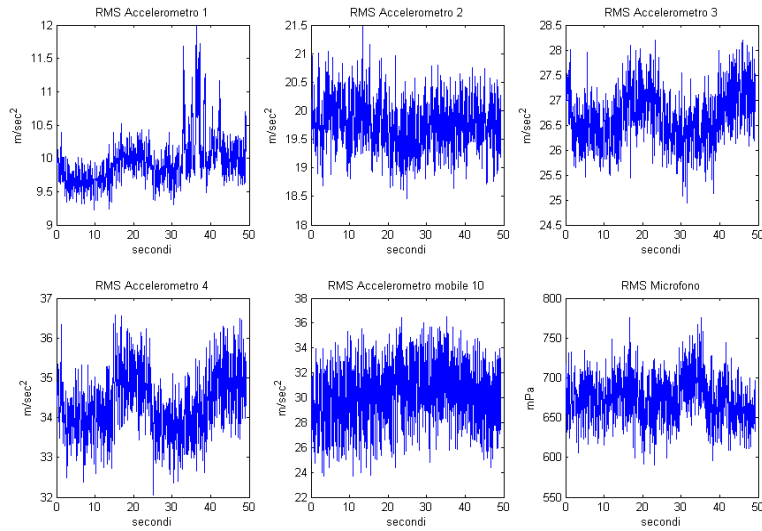 RMS Accelerometro 1
12
11.5
11
10.5
10
9.5
9
m/sec²
0 10 20 30 40 50
secondi
RMS Accelerometro 2
21.5
21
20.5
20
19.5
19
18.5
18
m/sec²
0 10 20 30 40 50
secondi
RMS Accelerometro 3
28.5
28
27.5
27
26.5
26
25.5
25
24.5
m/sec²
0 10 20 30 40 50
secondi
RMS Accelerometro 4
37
36
35
34
33
32
m/sec²
0 10 20 30 40 50
secondi
RMS Accelerometro mobile 10
38
36
34
32
30
28
26
24
22
m/sec²
0 10 20 30 40 50
secondi
RMS Microfono
800
750
700
650
600
550
mPa
0 10 20 30 40 50
secondi